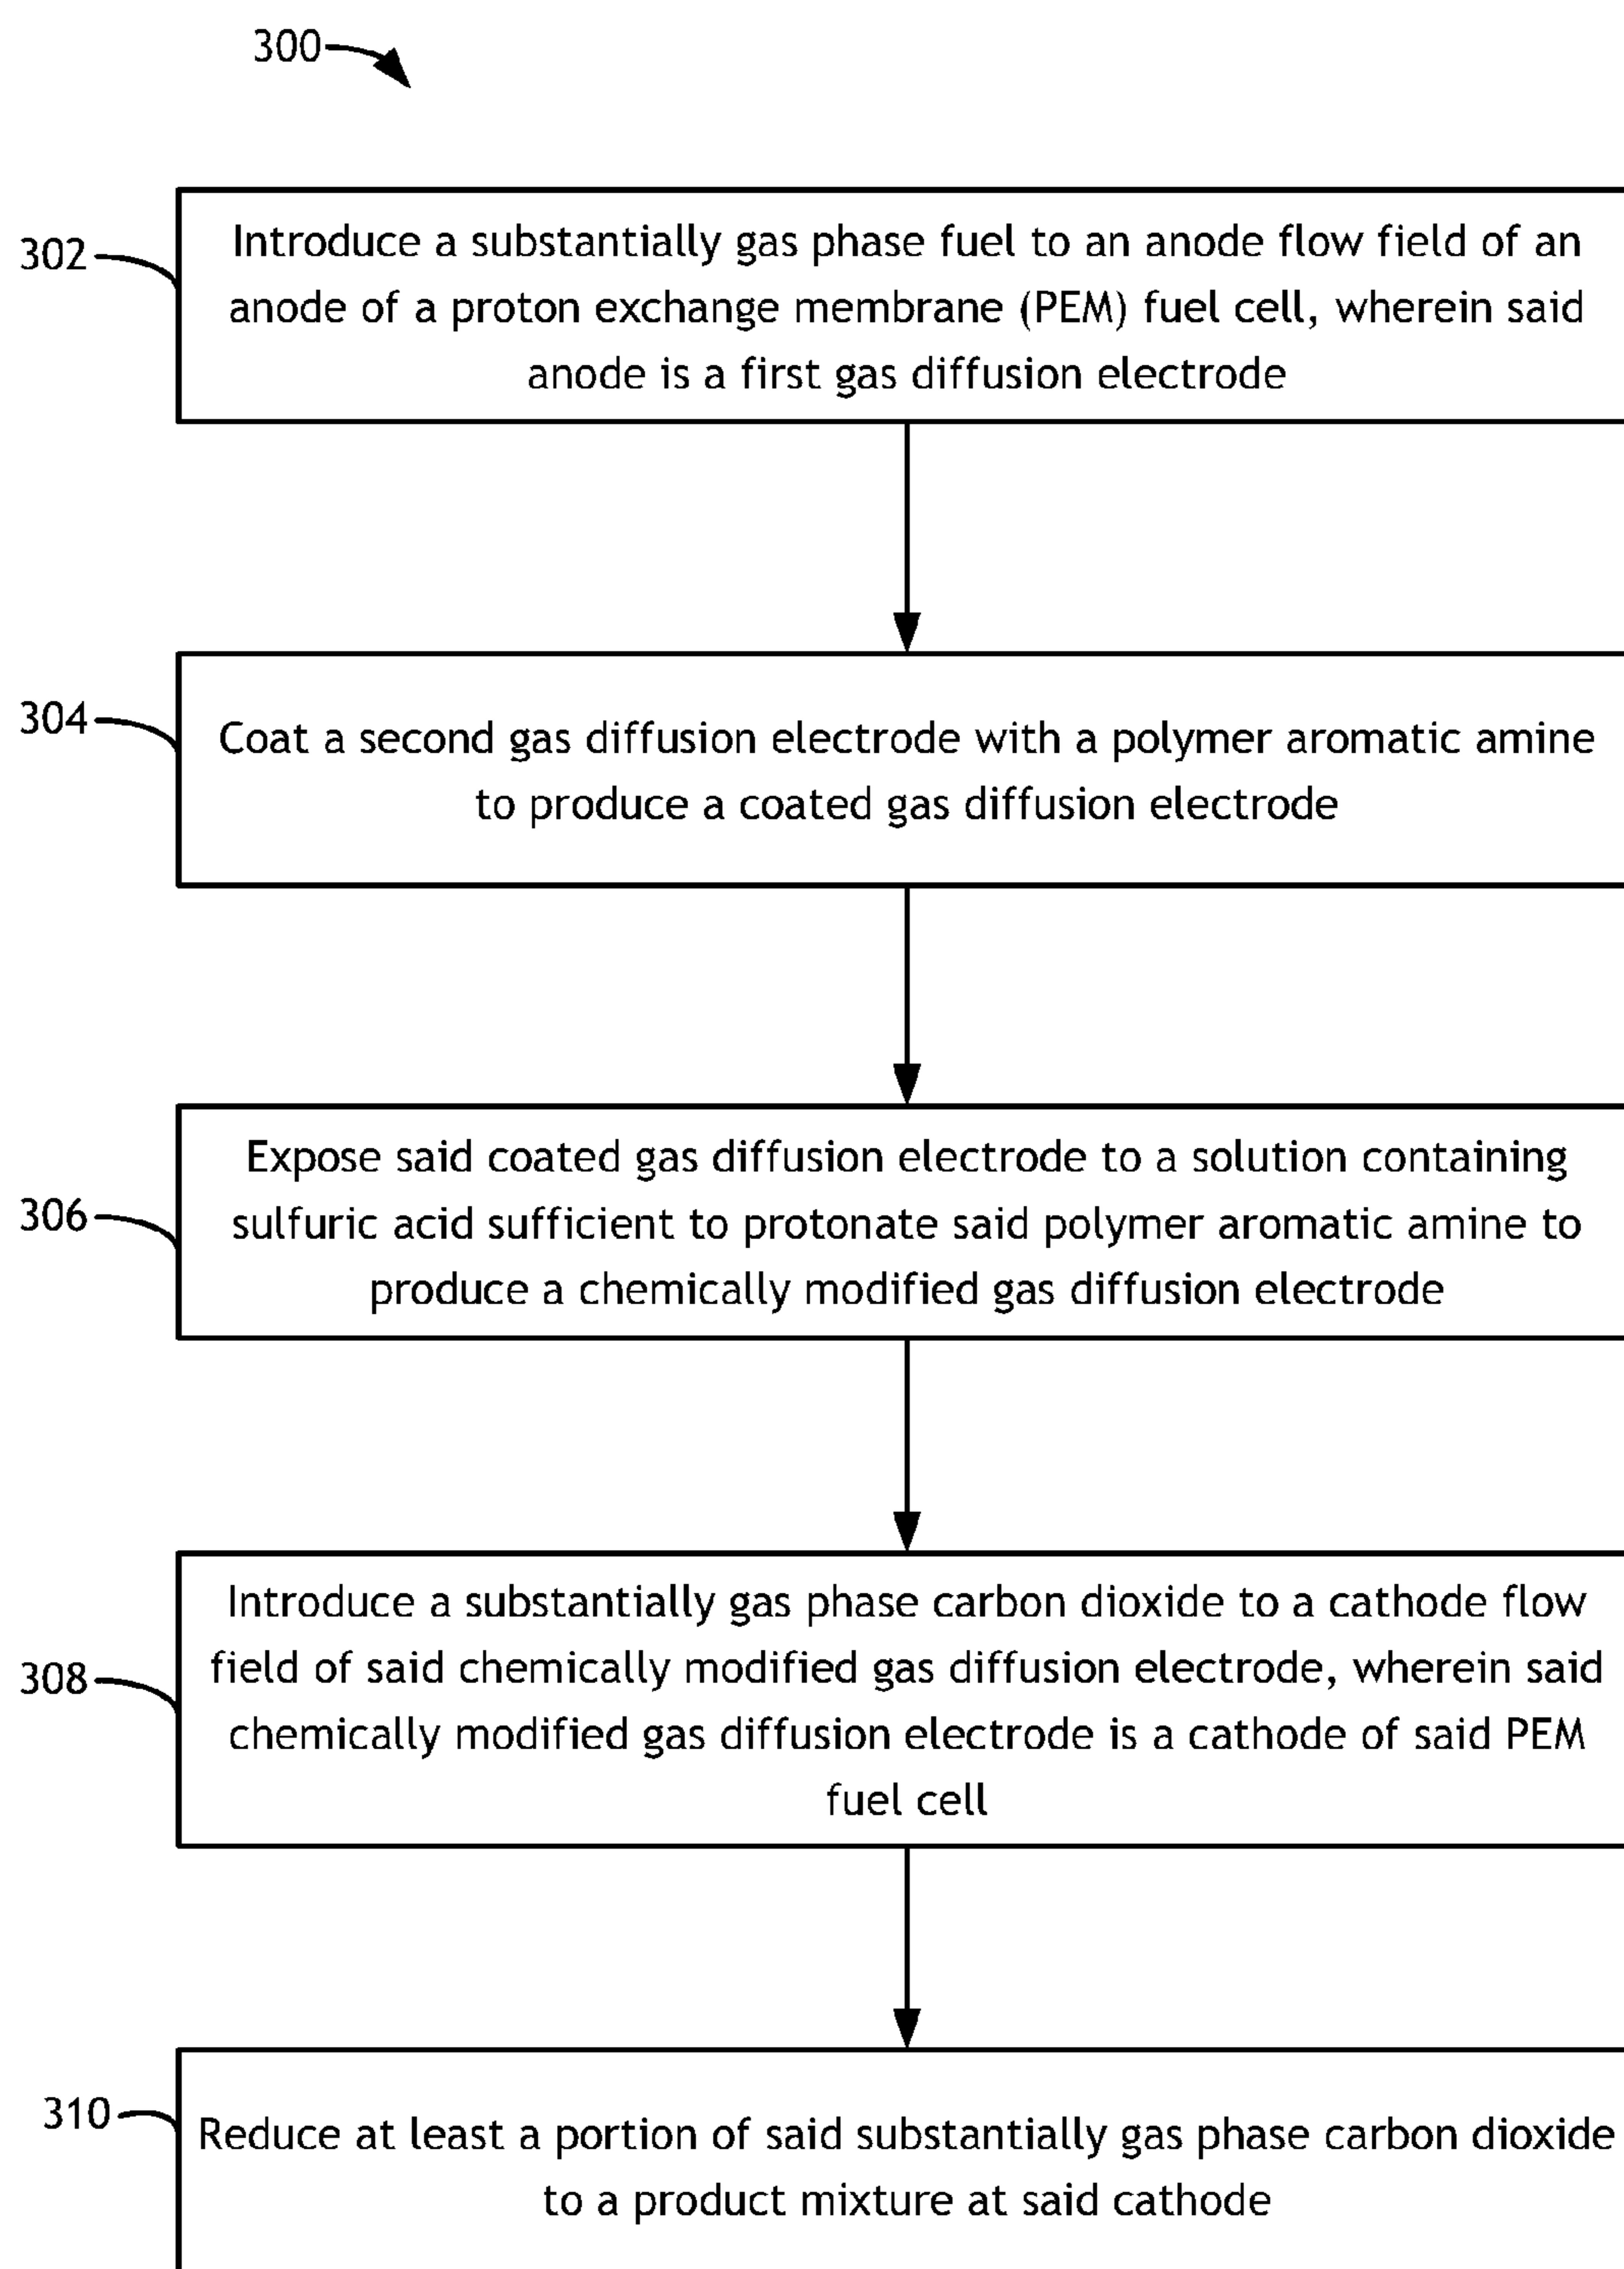 300
302
Introduce a substantially gas phase fuel to an anode flow field of an
anode of a proton exchange membrane (PEM) fuel cell, wherein said
anode is a first gas diffusion electrode
304
Coat a second gas diffusion electrode with a polymer aromatic amine
to produce a coated gas diffusion electrode
306
Expose said coated gas diffusion electrode to a solution containing
sulfuric acid sufficient to protonate said polymer aromatic amine to
produce a chemically modified gas diffusion electrode
308
Introduce a substantially gas phase carbon dioxide to a cathode flow
field of said chemically modified gas diffusion electrode, wherein said
chemically modified gas diffusion electrode is a cathode of said PEM
fuel cell
310
Reduce at least a portion of said substantially gas phase carbon dioxide
to a product mixture at said cathode